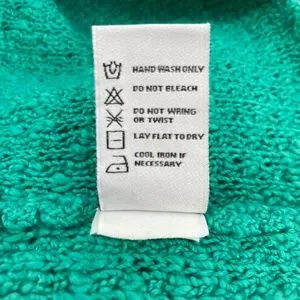 HAND WASH ONLY
DO NOT BLEACH
DO NOT WRING
OR TWIST
LAY FLAT TO DRY
COOL IRON IF
NECESSARY